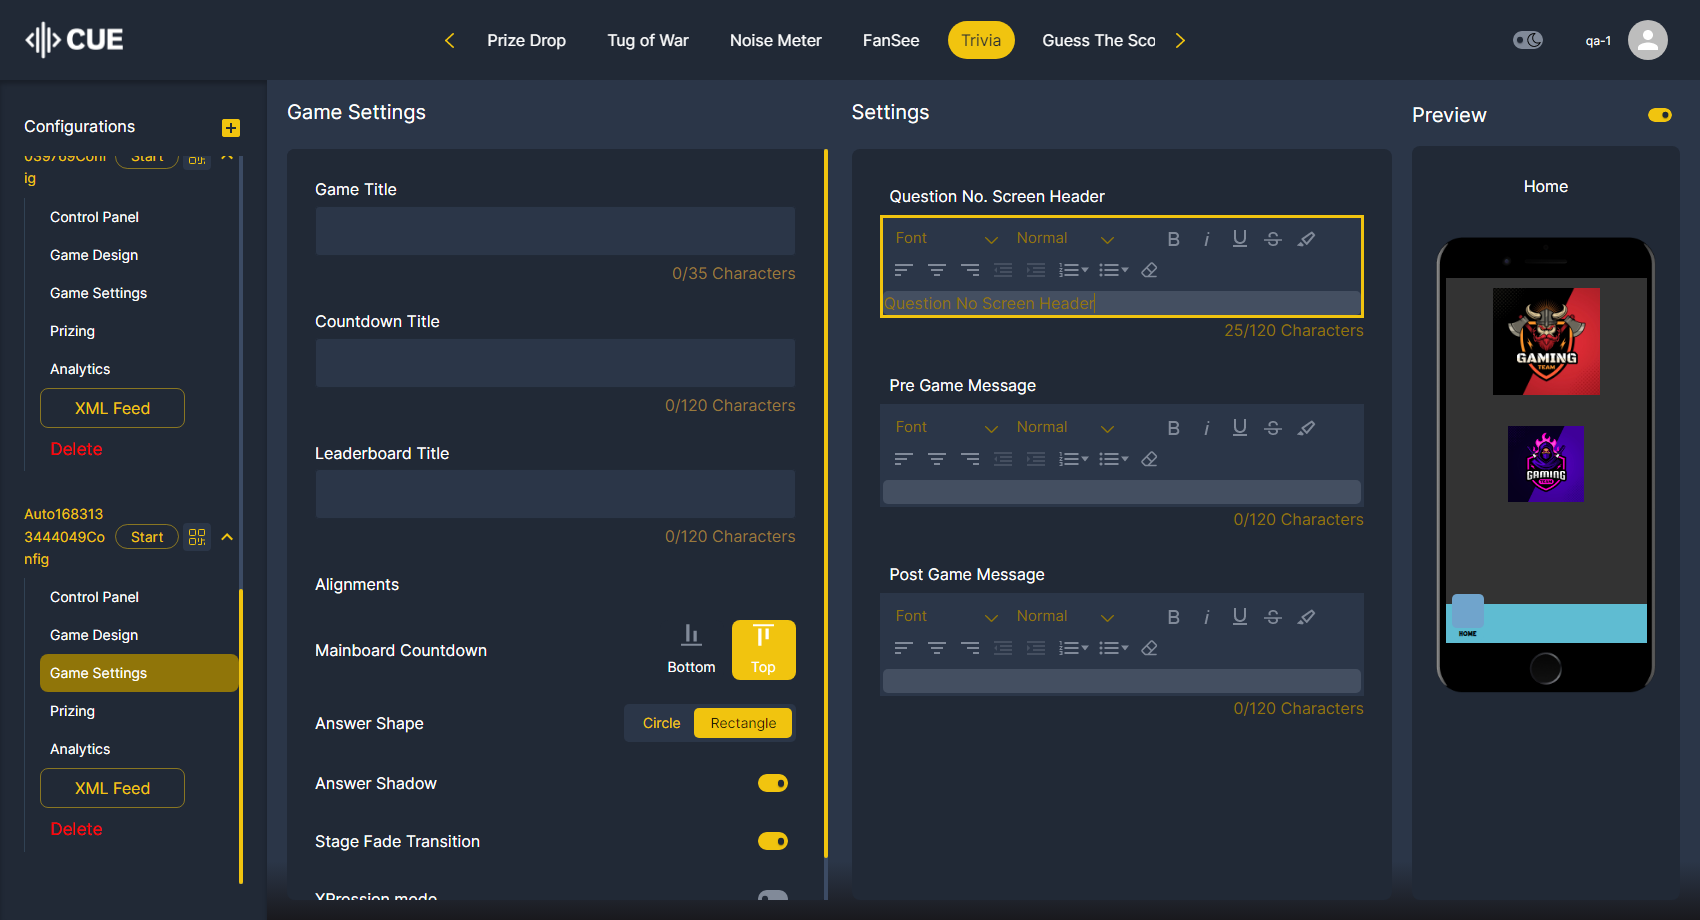 CUE
Prize Drop
Tug of War
Noise Meter
FanSee
Trivia
Guess The Sco
qa-1
Configurations
039769Conf
ig
Start
Control Panel
Game Design
Game Settings
Prizing
Analytics
XML Feed
Delete
Auto168313
3444049Co
nfig
Start
Control Panel
Game Design
Game Settings
Prizing
Analytics
XML Feed
Delete
Game Settings
Game Title
0/35 Characters
Countdown Title
0/120 Characters
Leaderboard Title
0/120 Characters
Alignments
Mainboard Countdown
Bottom
Top
Answer Shape
Circle
Rectangle
Answer Shadow
Stage Fade Transition
XPression mode
Settings
Question No. Screen Header
Font
Normal
B i U S
Question No Screen Header
25/120 Characters
Pre Game Message
Font
Normal
B i U S
0/120 Characters
Post Game Message
Font
Normal
B i U S
0/120 Characters
Preview
Home
GAMING
TEAM
GAMING
TEAM
HOME